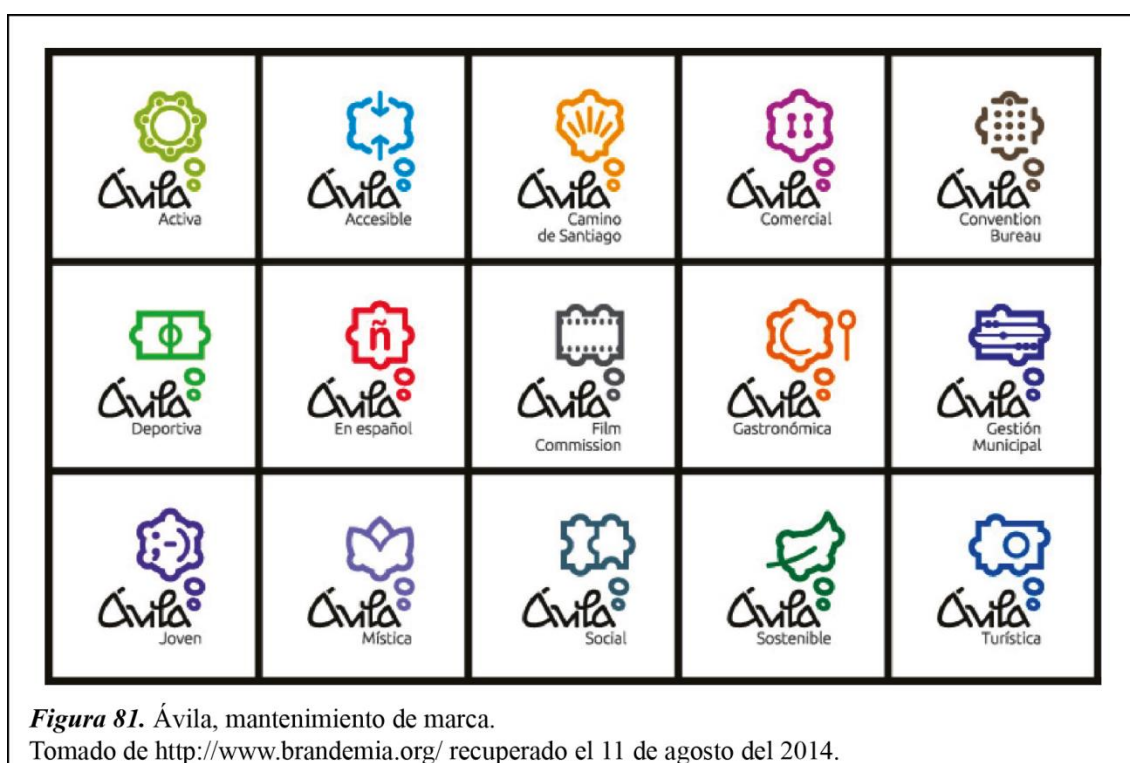 Ávila
Activa
Ávila
Accesible
Ávila
Camino
de Santiago
Ávila
Comercial
Ávila
Convention
Bureau
Ávila
Deportiva
ñ
Ávila
En español
Ávila
Film
Commission
Ávila
Gastronómica
Ávila
Gestión
Municipal
;-)
Ávila
Joven
Ávila
Mística
Ávila
Social
Ávila
Sostenible
Ávila
Turística
Figura 81. Ávila, mantenimiento de marca.
Tomado de http://www.brandemia.org/ recuperado el 11 de agosto del 2014.